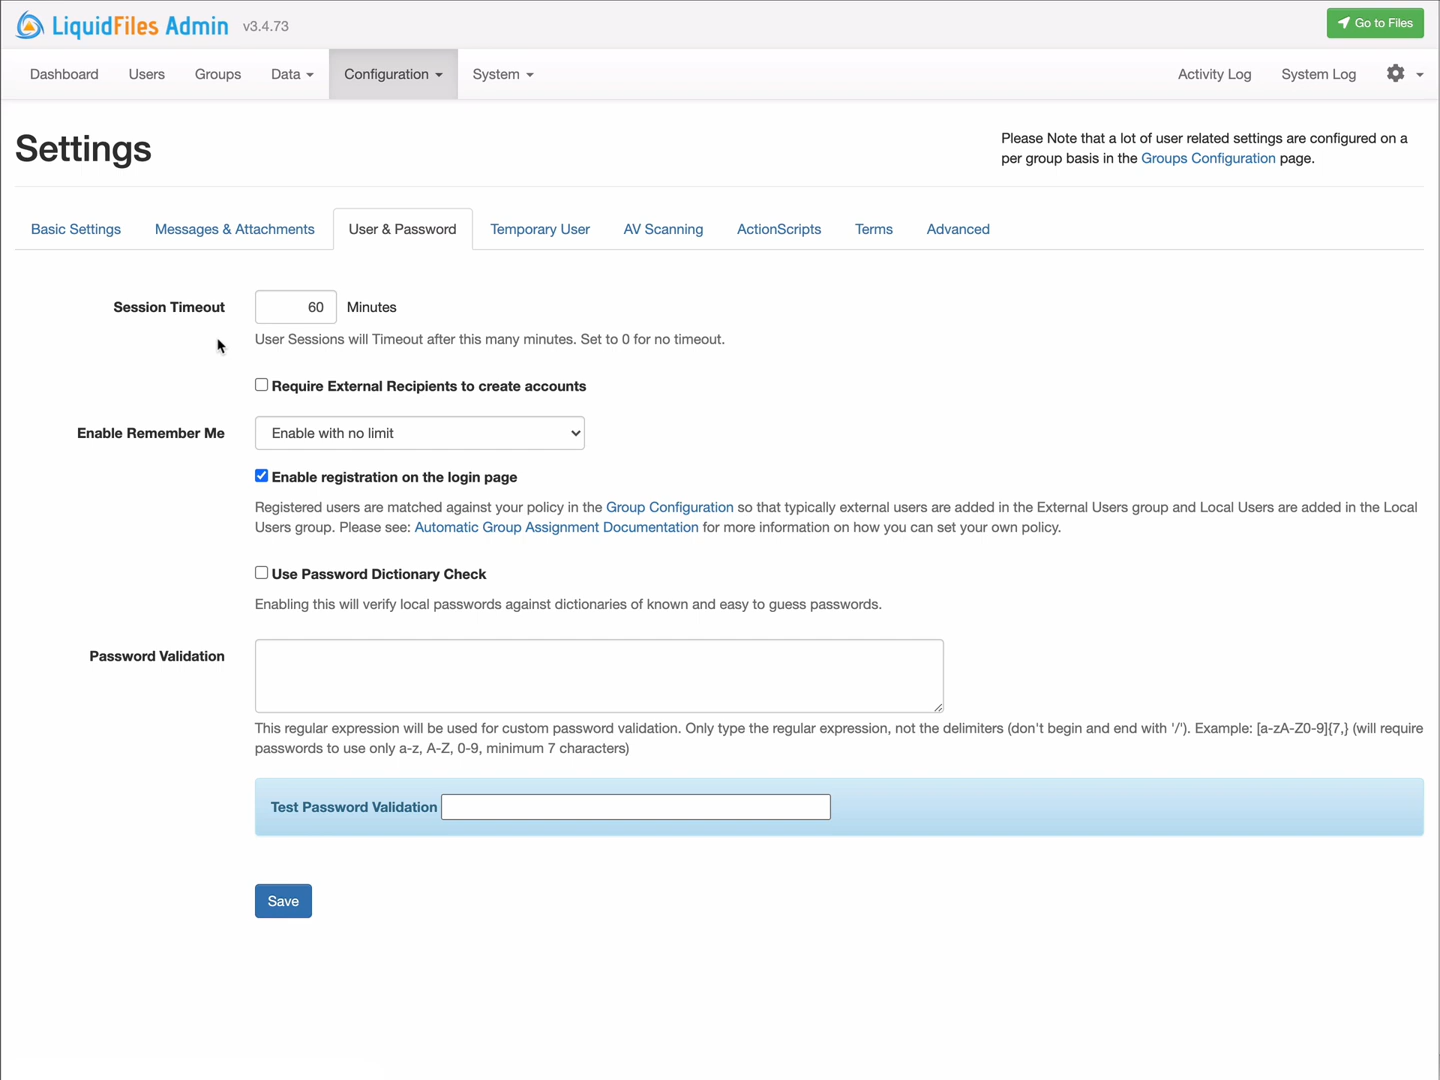 LiquidFiles Admin v3.4.73
Go to Files
Dashboard Users Groups Data Configuration System Activity Log System Log
Settings
Please Note that a lot of user related settings are configured on a
per group basis in the Groups Configuration page.
Basic Settings Messages & Attachments User & Password Temporary User AV Scanning ActionScripts Terms Advanced
Session Timeout 60 Minutes
User Sessions will Timeout after this many minutes. Set to 0 for no timeout.
Require External Recipients to create accounts
Enable Remember Me Enable with no limit
Enable registration on the login page
Registered users are matched against your policy in the Group Configuration so that typically external users are added in the External Users group and Local Users are added in the Local
Users group. Please see: Automatic Group Assignment Documentation for more information on how you can set your own policy.
Use Password Dictionary Check
Enabling this will verify local passwords against dictionaries of known and easy to guess passwords.
Password Validation
This regular expression will be used for custom password validation. Only type the regular expression, not the delimiters (don't begin and end with '/'). Example: [a-zA-Z0-9]{7,} (will require
passwords to use only a-z, A-Z, 0-9, minimum 7 characters)
Test Password Validation
Save